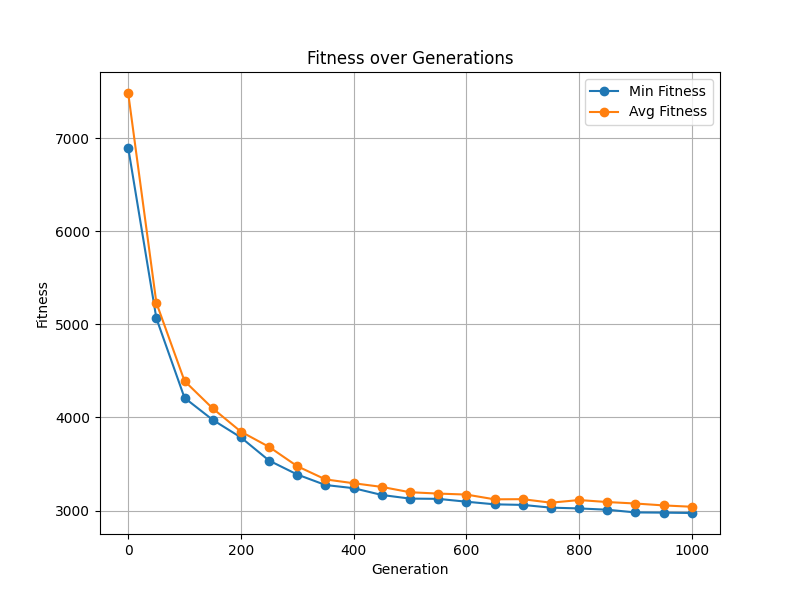 Fitness over Generations
Min Fitness
Avg Fitness
7000
6000
5000
4000
3000
Fitness
0 200 400 600 800 1000
Generation